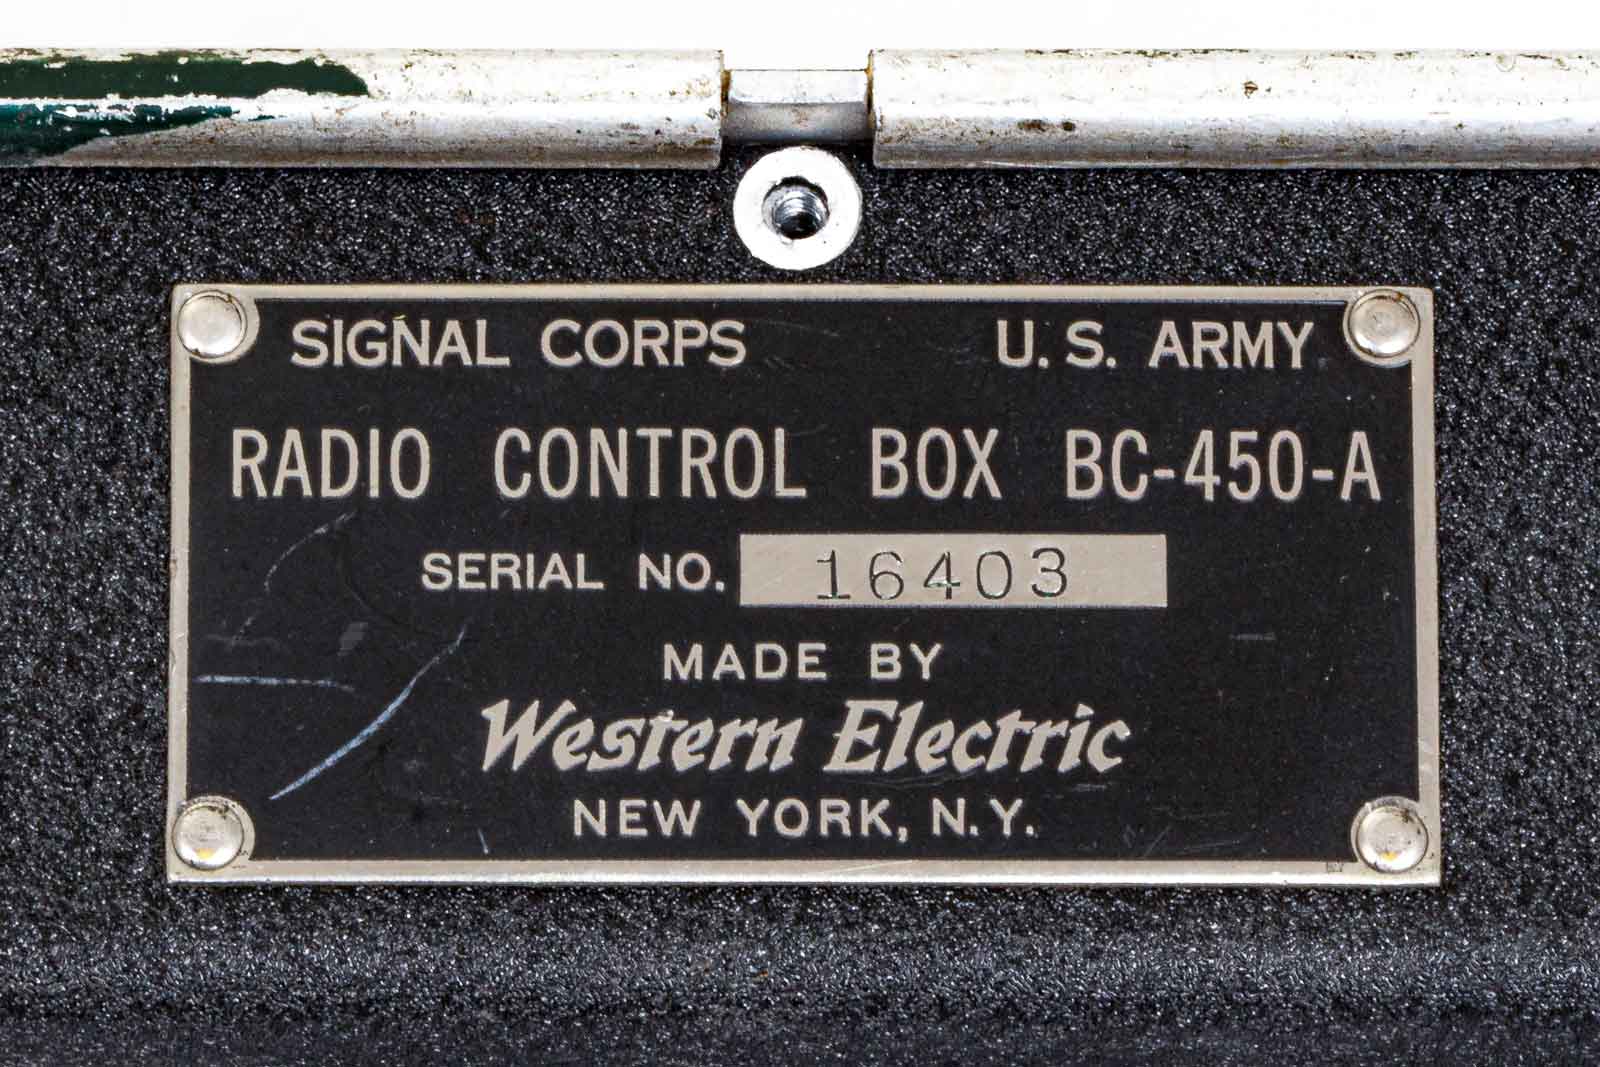 SIGNAL CORPS U. S. ARMY
RADIO CONTROL BOX BC-450-A
SERIAL NO. 16403
MADE BY
Western Electric
NEW YORK, N.Y.